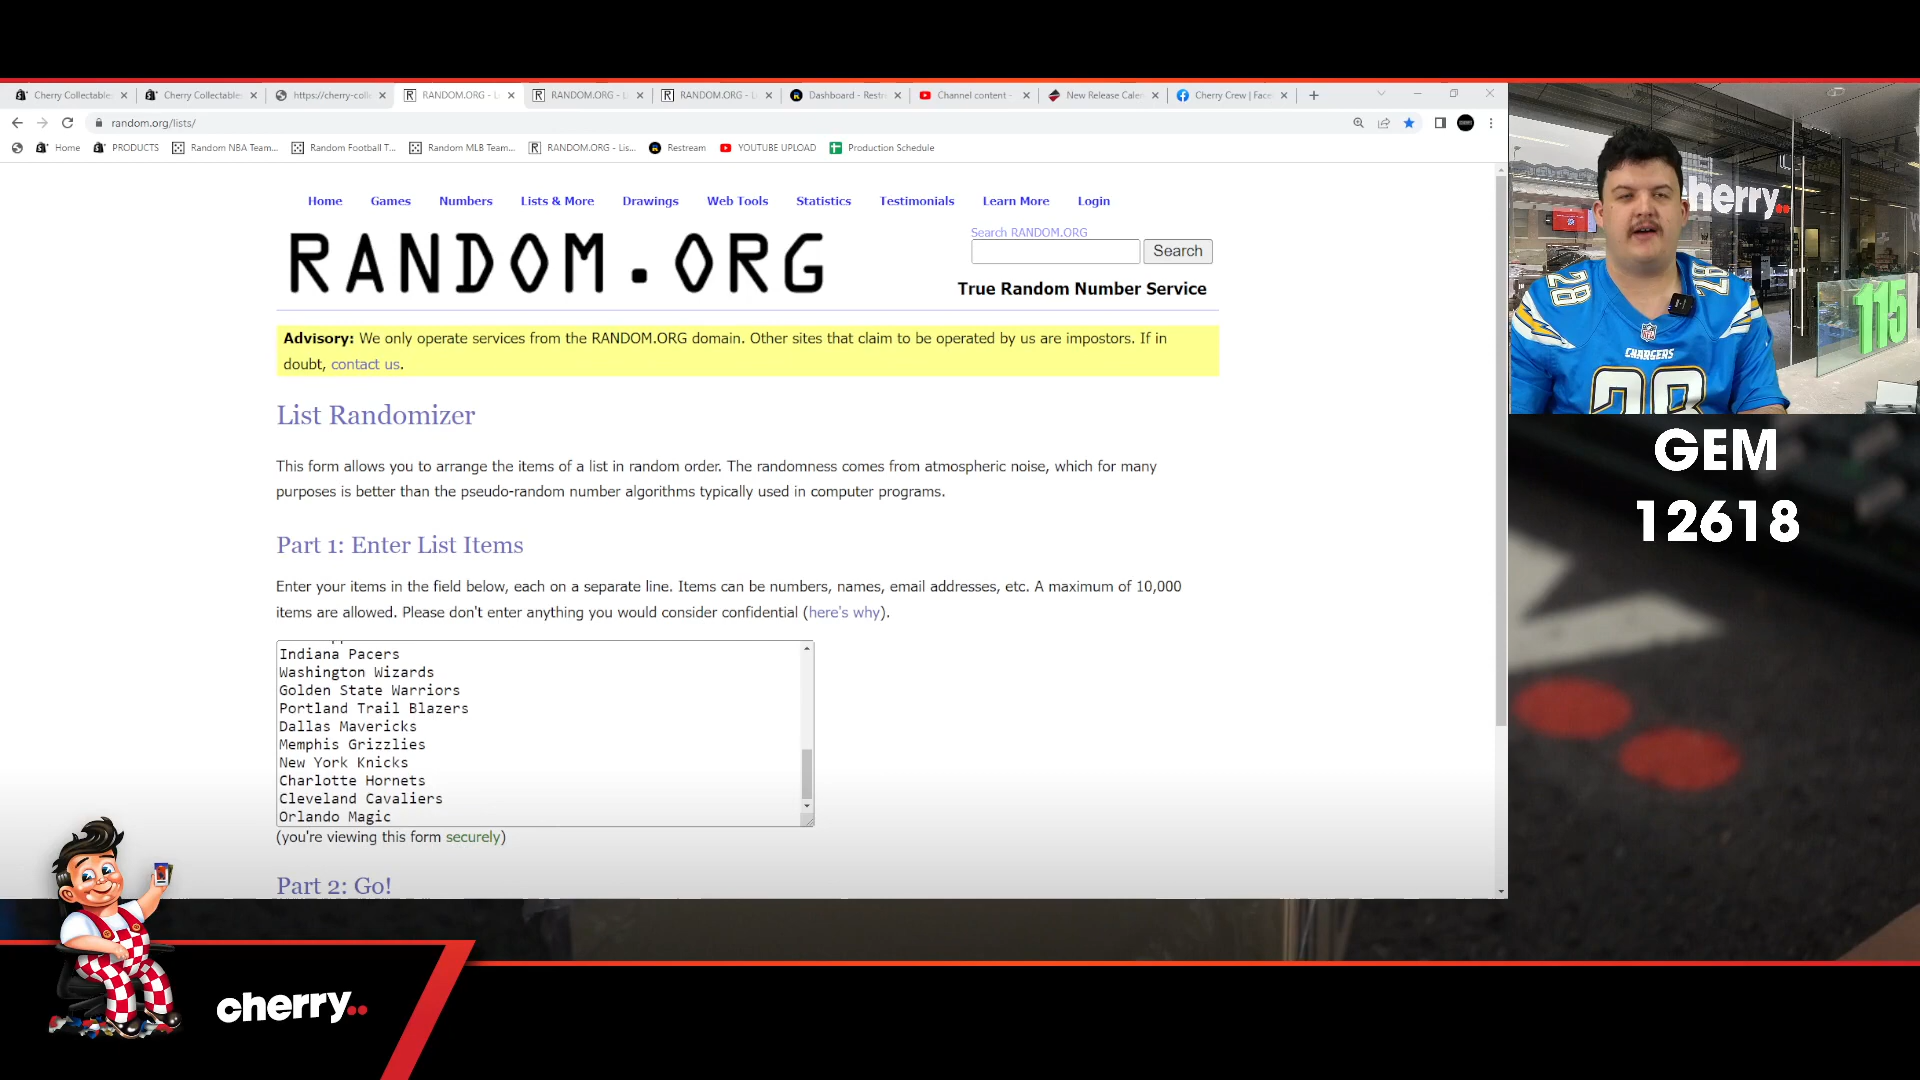 Cherry Collectable
Cherry Collectable
https://cherry-coll
RANDOM.ORG - L
RANDOM.ORG - L
RANDOM.ORG - L
Dashboard - Restr
Channel content -
New Release Cale
Cherry Crew | Face
random.org/lists/
Home
PRODUCTS
Random NBA Team...
Random Football T...
Random MLB Team...
RANDOM.ORG - Lis...
Restream
YOUTUBE UPLOAD
Production Schedule
Home Games Numbers Lists & More Drawings Web Tools Statistics Testimonials Learn More Login
RANDOM.ORG
Search RANDOM.ORG
Search
True Random Number Service
Advisory: We only operate services from the RANDOM.ORG domain. Other sites that claim to be operated by us are impostors. If in
doubt, contact us.
List Randomizer
This form allows you to arrange the items of a list in random order. The randomness comes from atmospheric noise, which for many
purposes is better than the pseudo-random number algorithms typically used in computer programs.
Part 1: Enter List Items
Enter your items in the field below, each on a separate line. Items can be numbers, names, email addresses, etc. A maximum of 10,000
items are allowed. Please don't enter anything you would consider confidential (here's why).
Indiana Pacers
Washington Wizards
Golden State Warriors
Portland Trail Blazers
Dallas Mavericks
Memphis Grizzlies
New York Knicks
Charlotte Hornets
Cleveland Cavaliers
Orlando Magic
(you're viewing this form securely)
Part 2: Go!
cherry..
115
28
28
NFL
CHARGERS
28
GEM
12618
cherry..